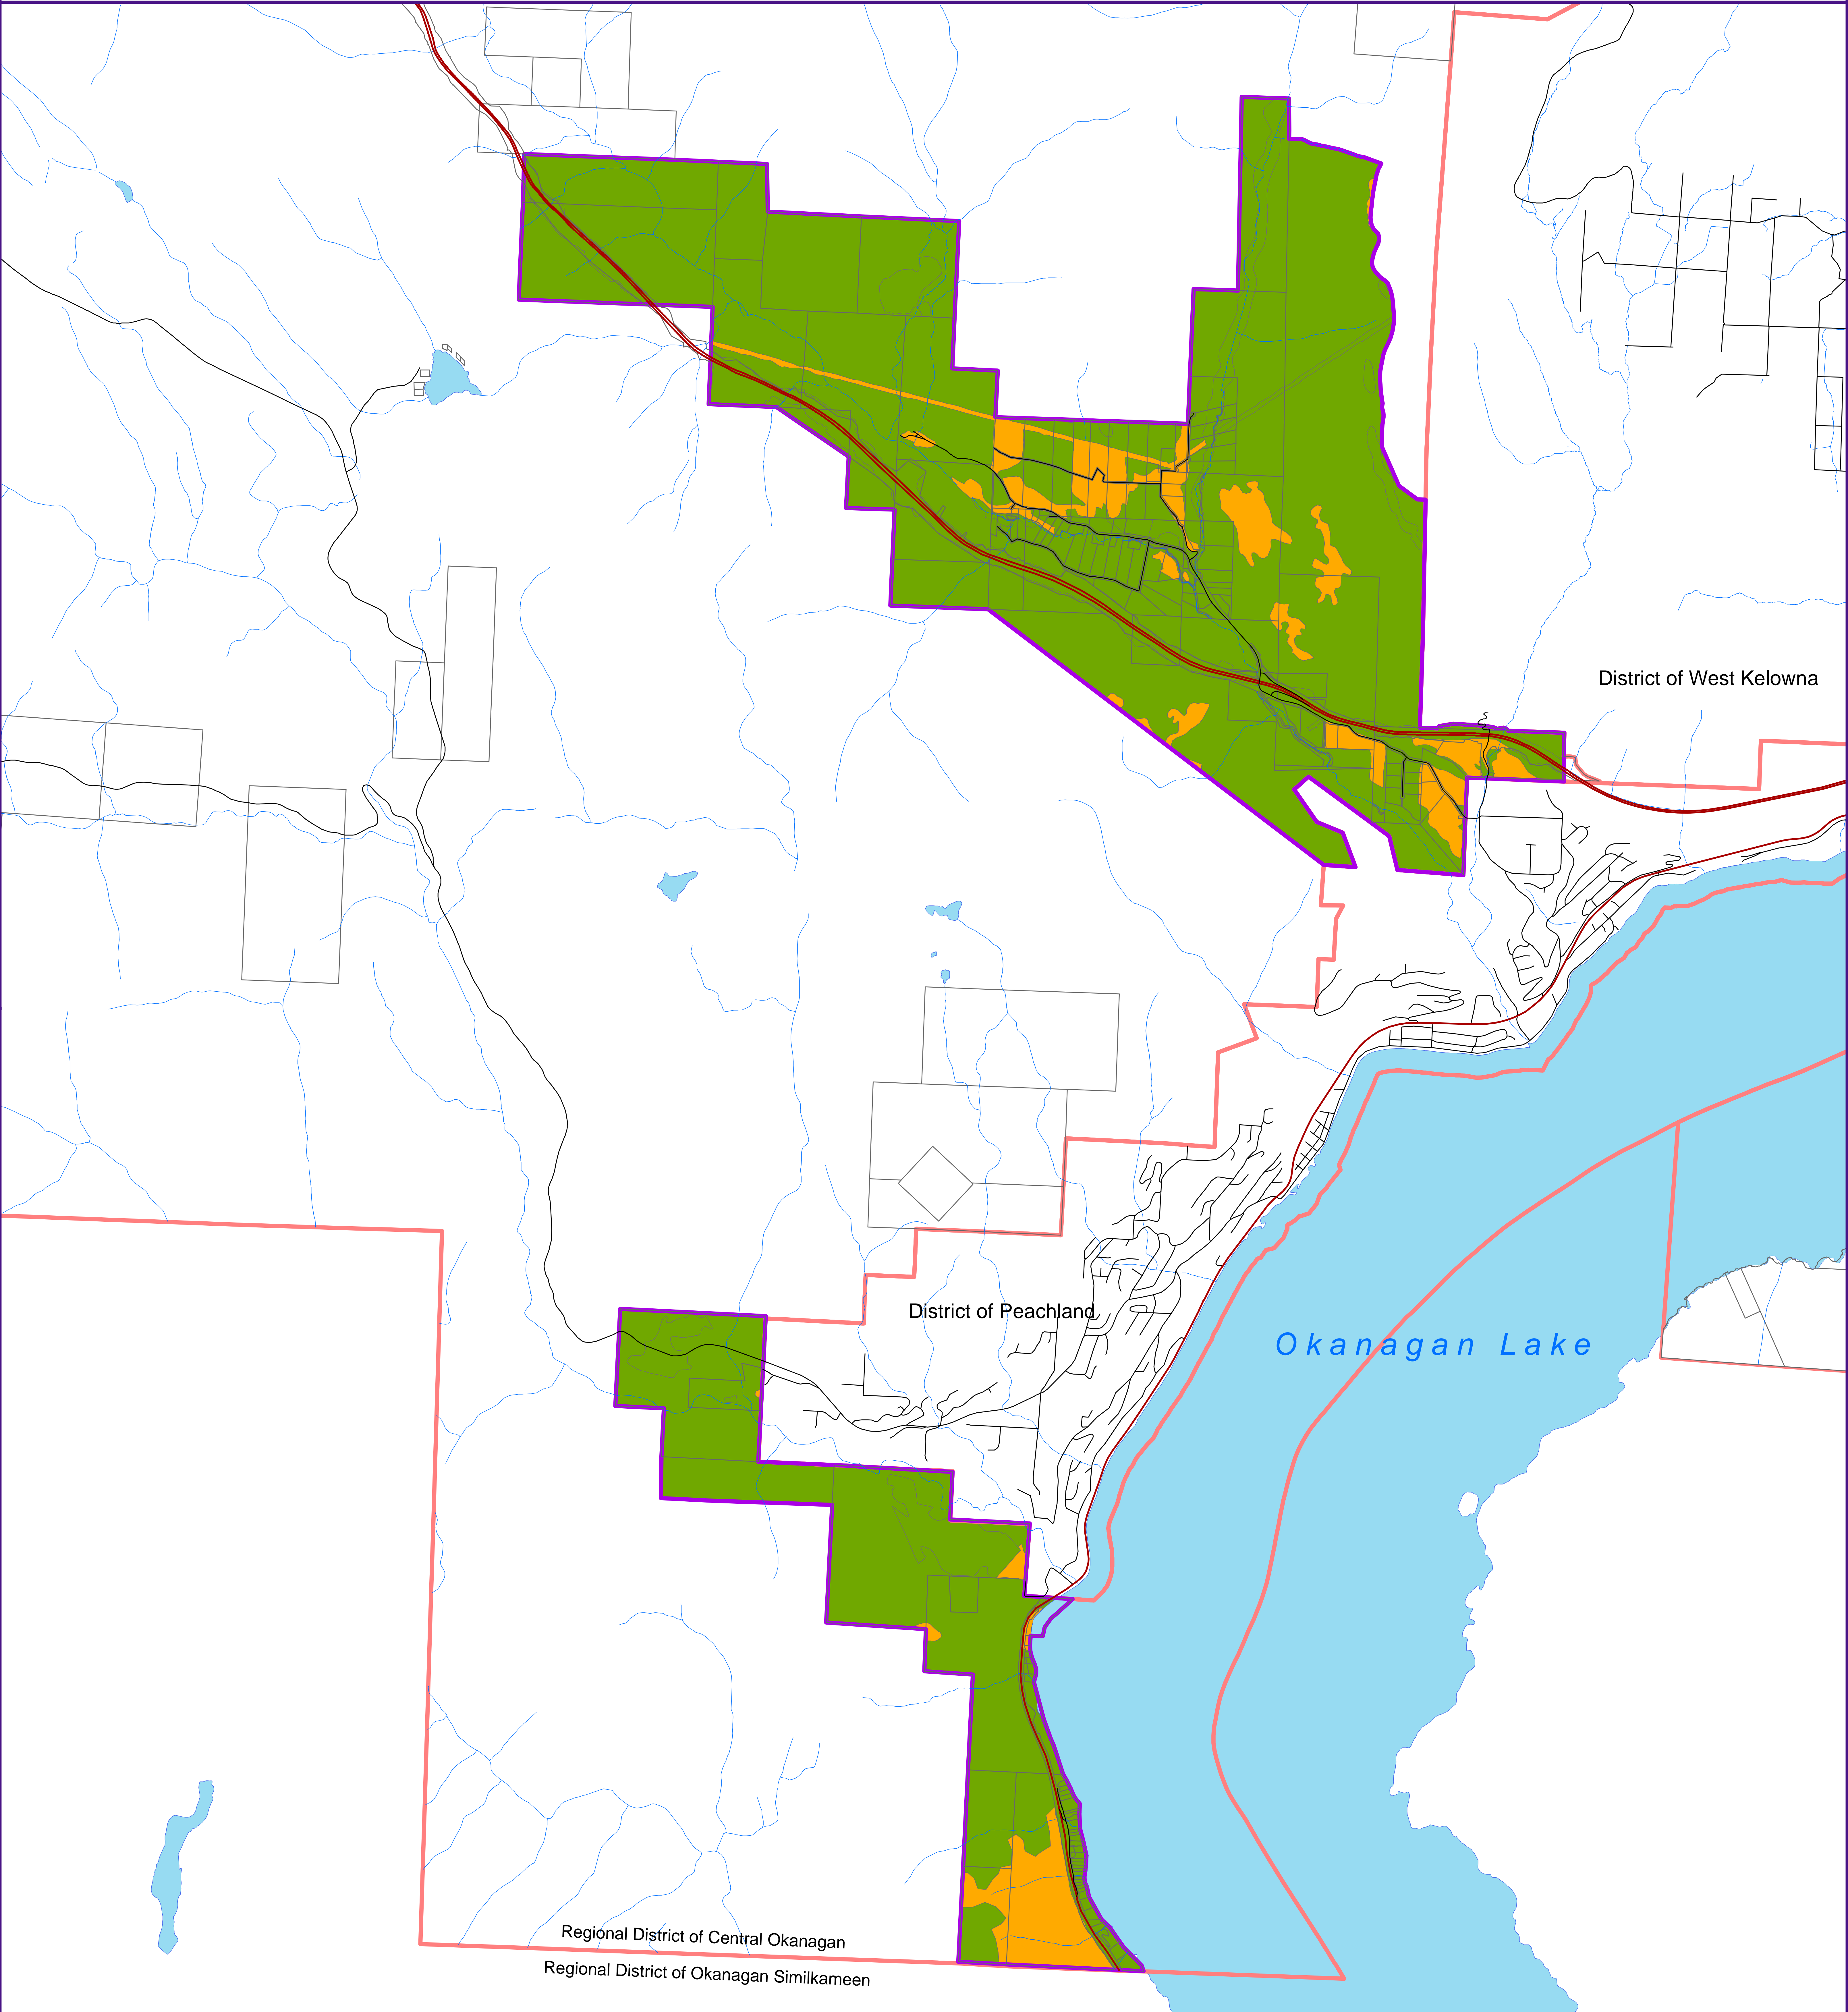 District of West Kelowna
District of Peachland
Okanagan Lake
Regional District of Central Okanagan
Regional District of Okanagan Similkameen